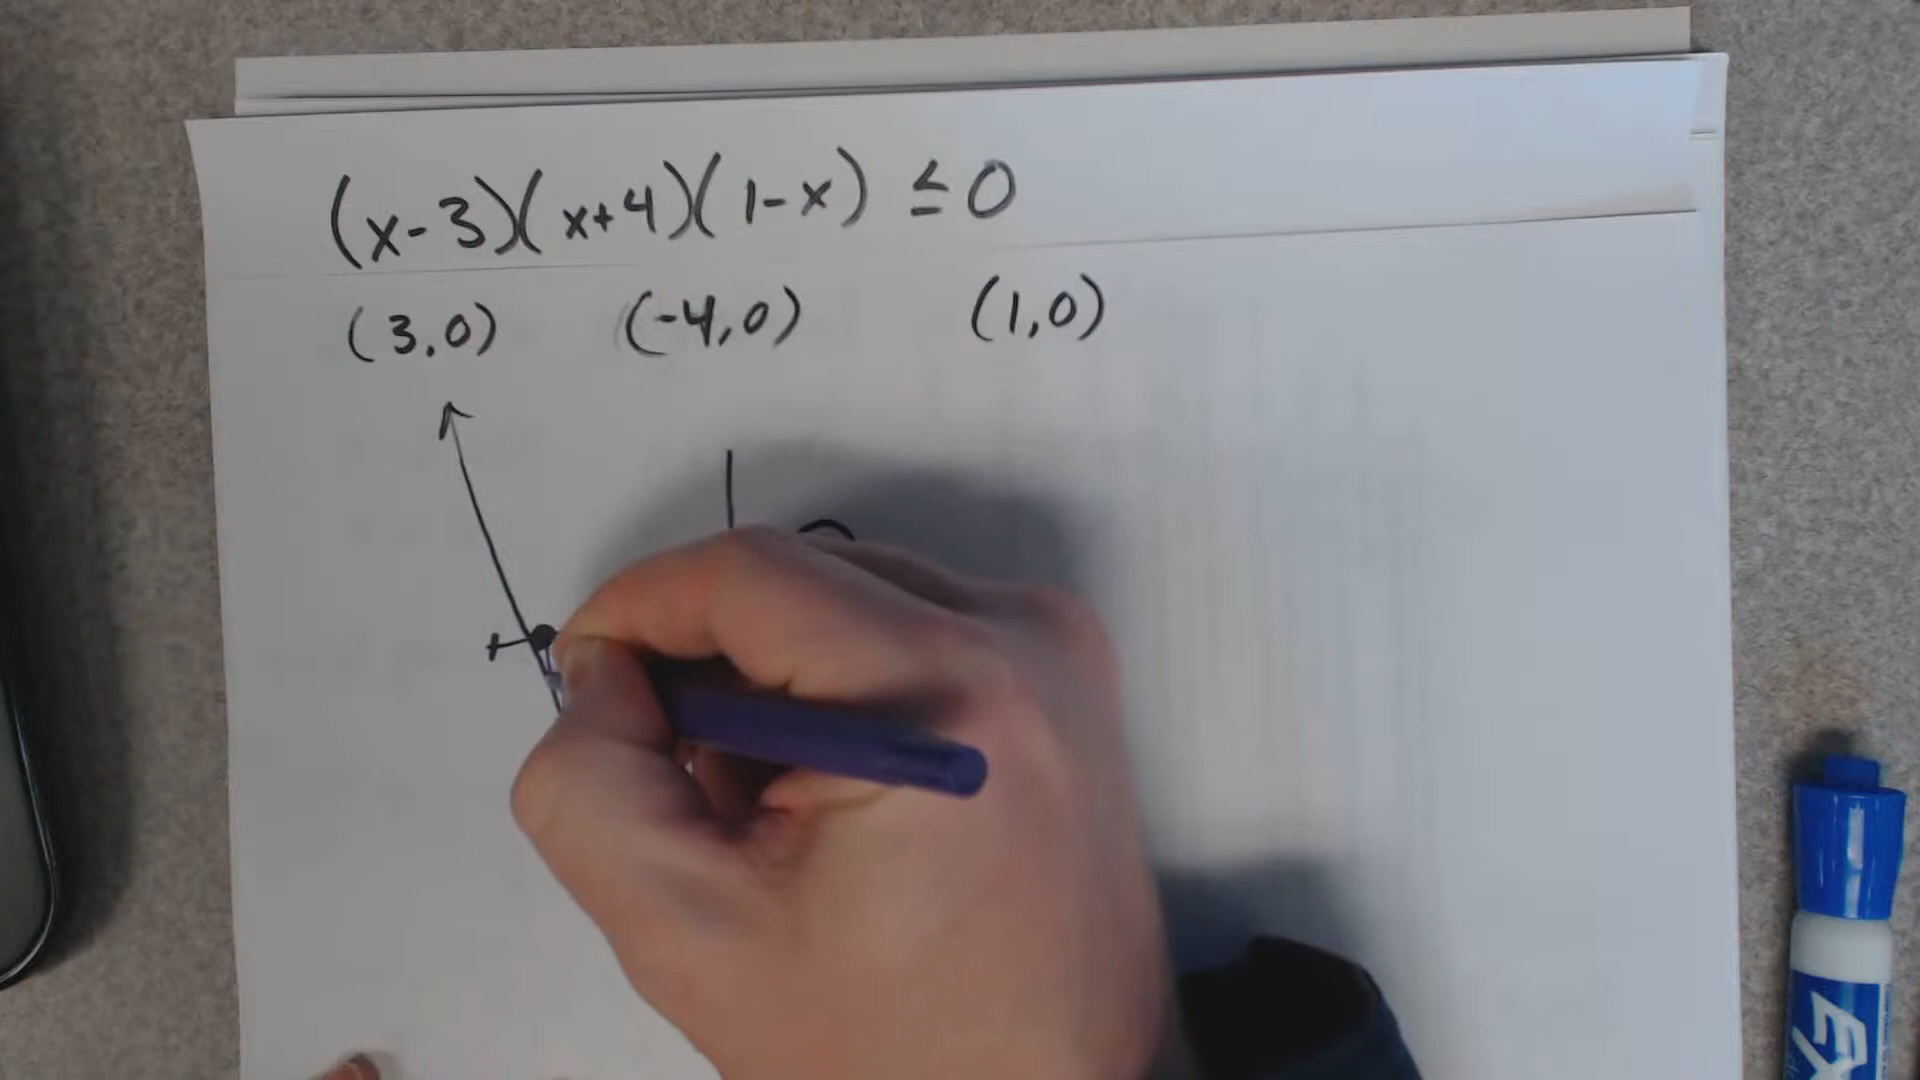 (x-3)(x+4)(1-x) ≤ 0
(3,0) (-4,0) (1,0)